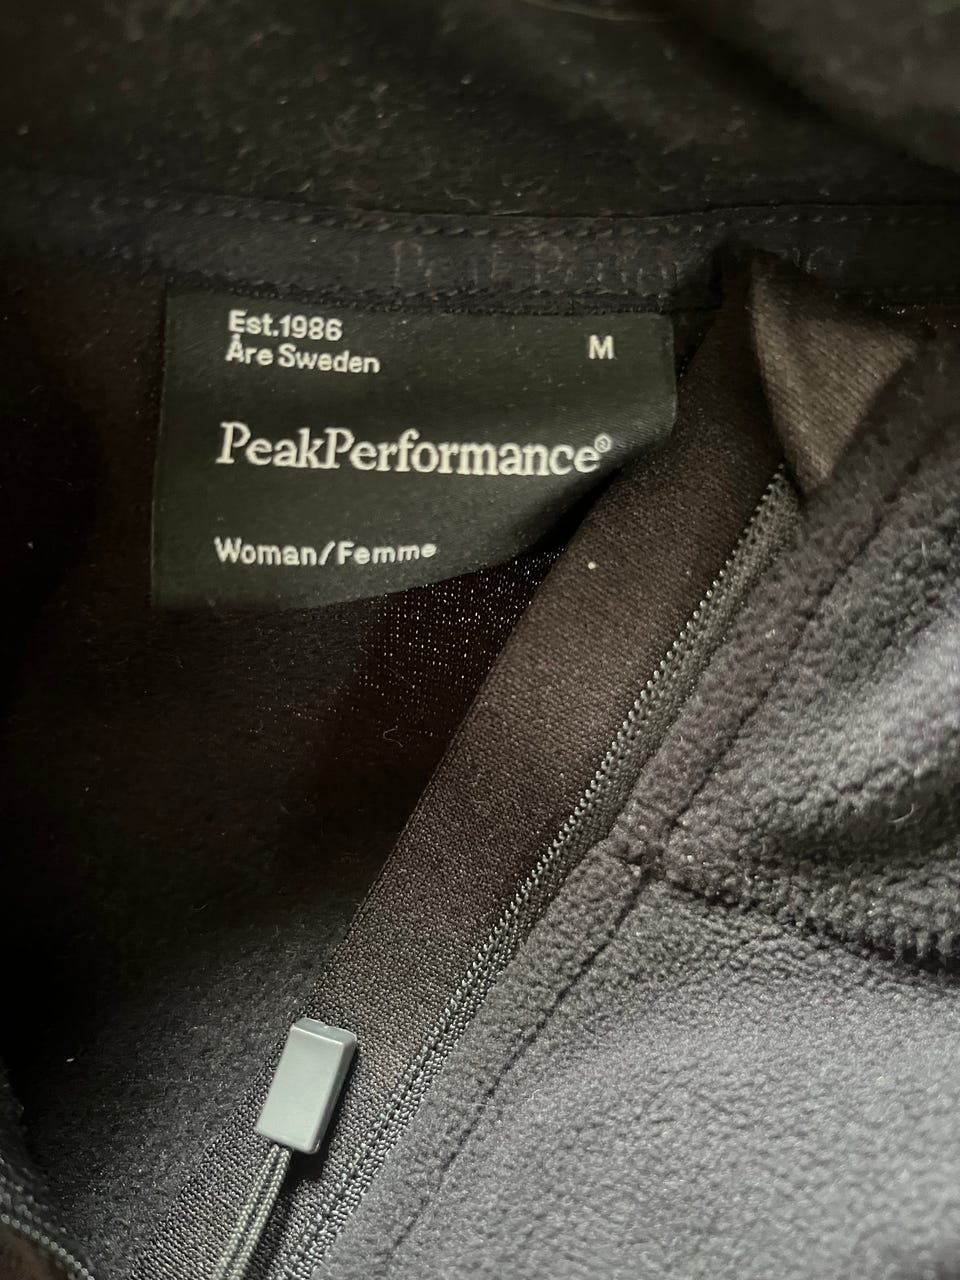 Est.1986
Åre Sweden
M
PeakPerformance®
Woman/Femme